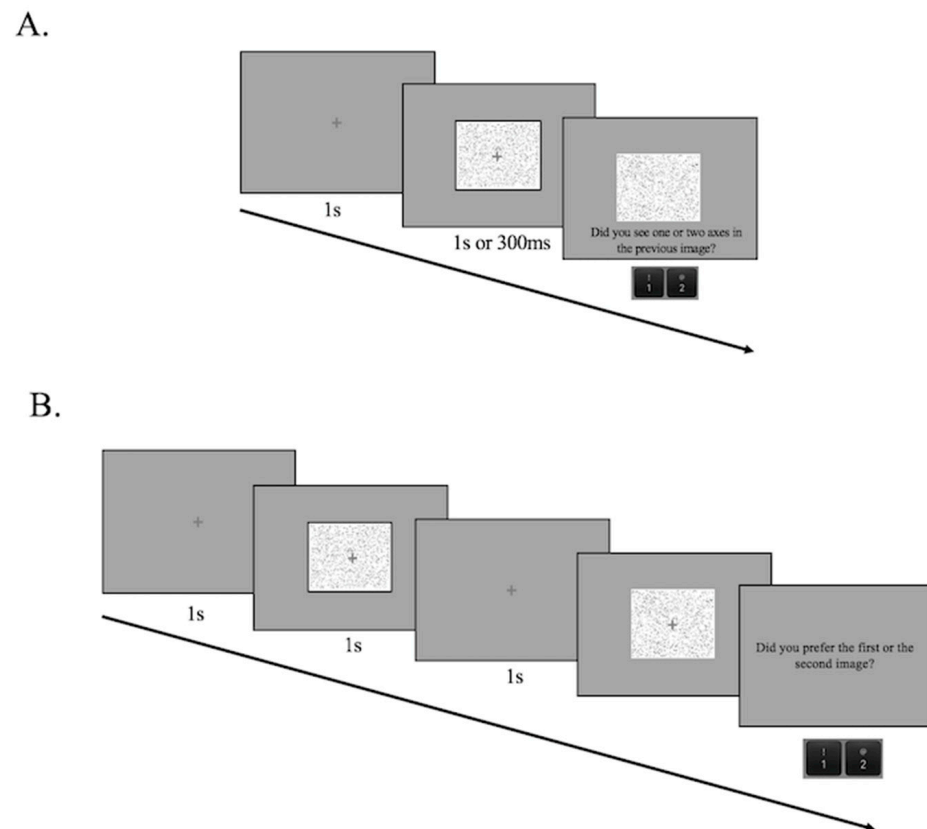 A.
1s
1s or 300ms
Did you see one or two axes in
the previous image?
!
1
@
2
B.
1s
1s
1s
Did you prefer the first or the
second image?
!
1
@
2